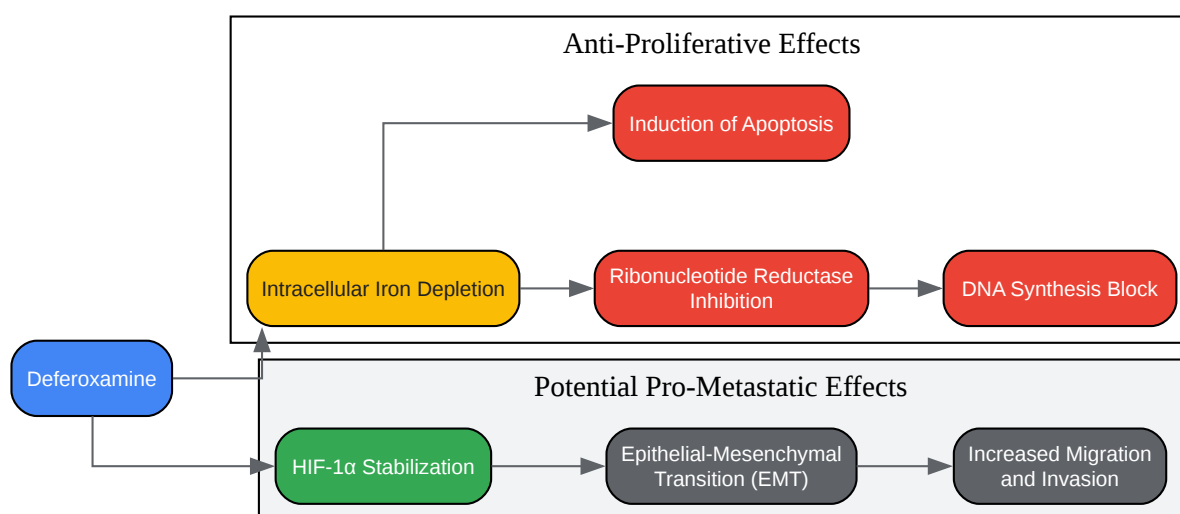 Anti-Proliferative Effects
Induction of Apoptosis
Intracellular Iron Depletion
Ribonucleotide Reductase
Inhibition
DNA Synthesis Block
Deferoxamine
Potential Pro-Metastatic Effects
HIF-1α Stabilization
Epithelial-Mesenchymal
Transition (EMT)
Increased Migration
and Invasion